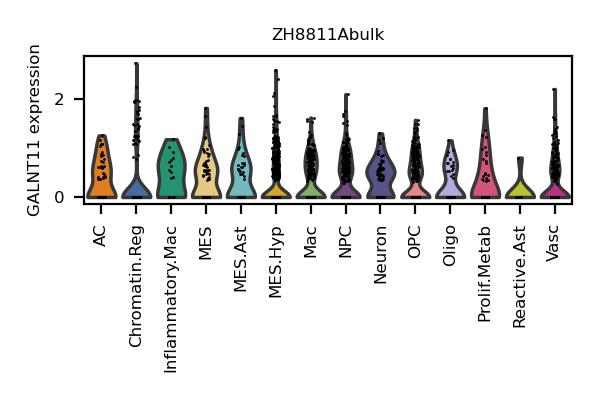 ZH8811Abulk
GALNT11 expression
2
0
AC
Chromatin.Reg
Inflammatory.Mac
MES
MES.Ast
MES.Hyp
Mac
NPC
Neuron
OPC
Oligo
Prolif.Metab
Reactive.Ast
Vasc